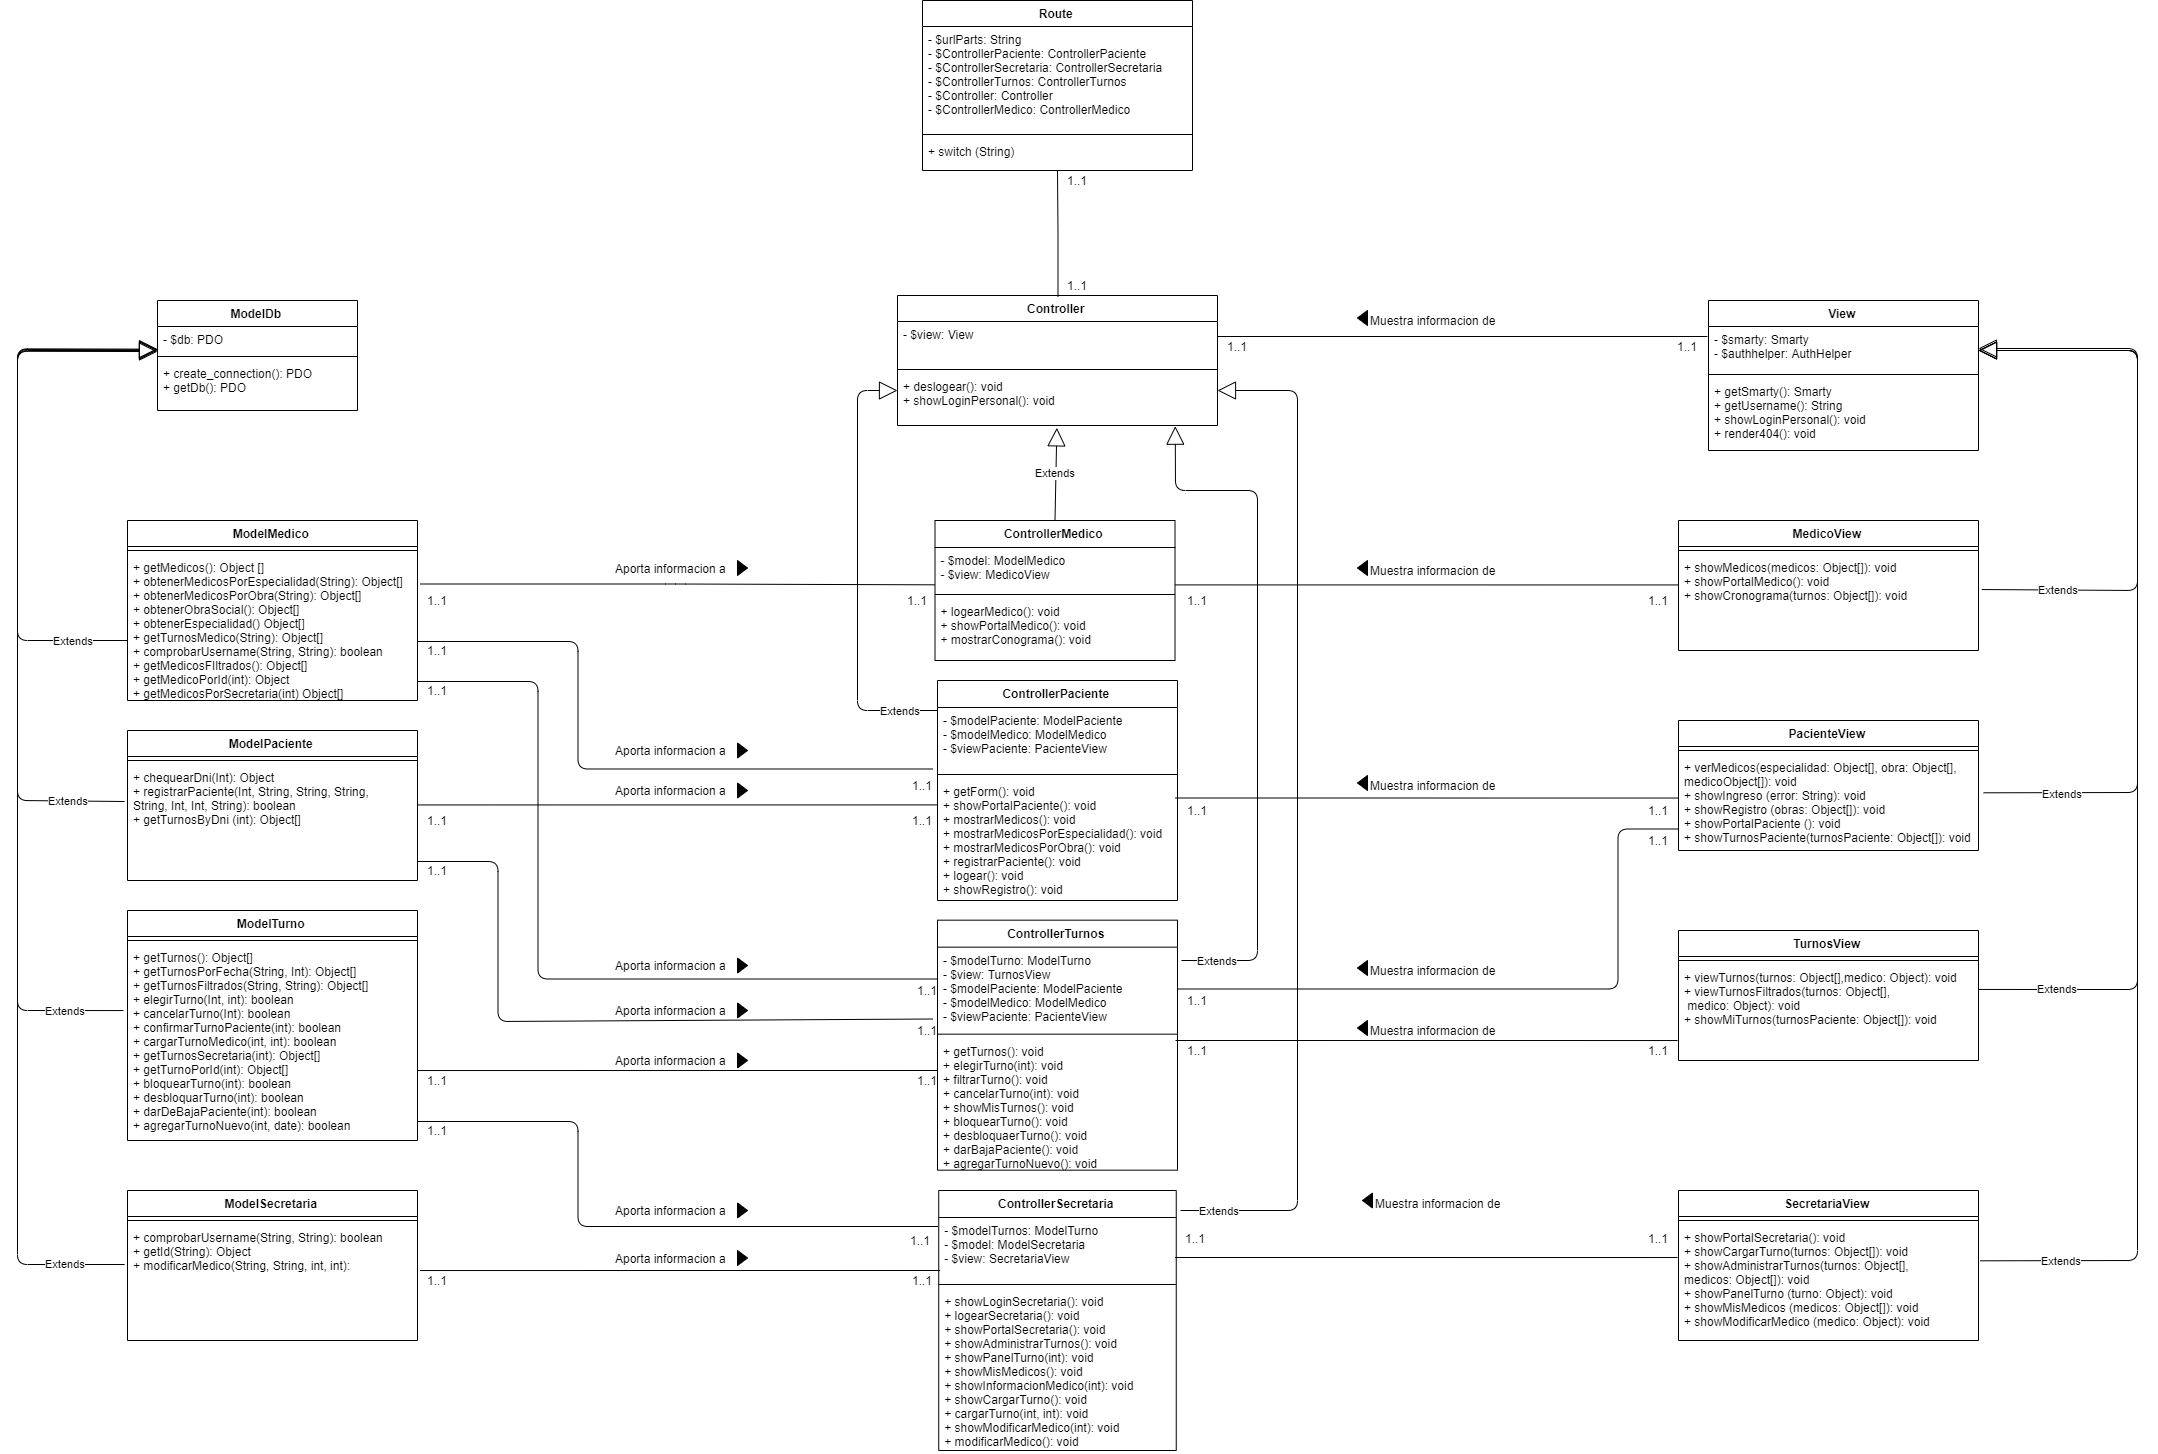 Route
- $urlParts: String
- $ControllerPaciente: ControllerPaciente
- $ControllerSecretaria: ControllerSecretaria
- $ControllerTurnos: ControllerTurnos
- $Controller: Controller
- $ControllerMedico: ControllerMedico
+ switch (String)
1..1
1..1
ModelDb
- $db: PDO
+ create_connection(): PDO
+ getDb(): PDO
Controller
- $view: View
+ deslogear(): void
+ showLoginPersonal(): void
Muestra informacion de
1..1
1..1
View
- $smarty: Smarty
- $authhelper: AuthHelper
+ getSmarty(): Smarty
+ getUsername(): String
+ showLoginPersonal(): void
+ render404(): void
Extends
ModelMedico
+ getMedicos(): Object []
+ obtenerMedicosPorEspecialidad(String): Object[]
+ obtenerMedicosPorObra(String): Object[]
+ obtenerObraSocial(): Object[]
+ obtenerEspecialidad() Object[]
+ getTurnosMedico(String): Object[]
+ comprobarUsername(String, String): boolean
+ getMedicosFIltrados(): Object[]
+ getMedicoPorId(int): Object
+ getMedicosPorSecretaria(int) Object[]
Extends
1..1
1..1
1..1
Aporta informacion a
1..1
ControllerMedico
- $model: ModelMedico
- $view: MedicoView
+ logearMedico(): void
+ showPortalMedico(): void
+ mostrarConograma(): void
Muestra informacion de
1..1
1..1
MedicoView
+ showMedicos(medicos: Object[]): void
+ showPortalMedico(): void
+ showCronograma(turnos: Object[]): void
Extends
ModelPaciente
+ chequearDni(Int): Object
+ registrarPaciente(Int, String, String, String,
String, Int, Int, String): boolean
+ getTurnosByDni (int): Object[]
Extends
1..1
1..1
Aporta informacion a
1..1
Aporta informacion a
1..1
Extends
ControllerPaciente
- $modelPaciente: ModelPaciente
- $modelMedico: ModelMedico
- $viewPaciente: PacienteView
+ getForm(): void
+ showPortalPaciente(): void
+ mostrarMedicos(): void
+ mostrarMedicosPorEspecialidad(): void
+ mostrarMedicosPorObra(): void
+ registrarPaciente(): void
+ logear(): void
+ showRegistro(): void
Muestra informacion de
1..1
1..1
1..1
PacienteView
+ verMedicos(especialidad: Object[], obra: Object[],
medicoObject[]): void
+ showIngreso (error: String): void
+ showRegistro (obras: Object[]): void
+ showPortalPaciente (): void
+ showTurnosPaciente(turnosPaciente: Object[]): void
Extends
ModelTurno
+ getTurnos(): Object[]
+ getTurnosPorFecha(String, Int): Object[]
+ getTurnosFiltrados(String, String): Object[]
+ elegirTurno(Int, int): boolean
+ cancelarTurno(Int): boolean
+ confirmarTurnoPaciente(int): boolean
+ cargarTurnoMedico(int, int): boolean
+ getTurnosSecretaria(int): Object[]
+ getTurnoPorId(int): Object[]
+ bloquearTurno(int): boolean
+ desbloquarTurno(int): boolean
+ darDeBajaPaciente(int): boolean
+ agregarTurnoNuevo(int, date): boolean
Extends
1..1
1..1
Aporta informacion a
1..1
Aporta informacion a
1..1
Aporta informacion a
1..1
ControllerTurnos
- $modelTurno: ModelTurno
- $view: TurnosView
- $modelPaciente: ModelPaciente
- $modelMedico: ModelMedico
- $viewPaciente: PacienteView
+ getTurnos(): void
+ elegirTurno(int): void
+ filtrarTurno(): void
+ cancelarTurno(int): void
+ showMisTurnos(): void
+ bloquearTurno(): void
+ desbloquaerTurno(): void
+ darBajaPaciente(): void
+ agregarTurnoNuevo(): void
Extends
Muestra informacion de
1..1
Muestra informacion de
1..1
1..1
TurnosView
+ viewTurnos(turnos: Object[],medico: Object): void
+ viewTurnosFiltrados(turnos: Object[],
medico: Object): void
+ showMiTurnos(turnosPaciente: Object[]): void
Extends
ModelSecretaria
+ comprobarUsername(String, String): boolean
+ getId(String): Object
+ modificarMedico(String, String, int, int):
Extends
1..1
Aporta informacion a
1..1
Aporta informacion a
1..1
ControllerSecretaria
- $modelTurnos: ModelTurno
- $model: ModelSecretaria
- $view: SecretariaView
+ showLoginSecretaria(): void
+ logearSecretaria(): void
+ showPortalSecretaria(): void
+ showAdministrarTurnos(): void
+ showPanelTurno(int): void
+ showMisMedicos(): void
+ showInformacionMedico(int): void
+ showCargarTurno(): void
+ cargarTurno(int, int): void
+ showModificarMedico(int): void
+ modificarMedico(): void
Extends
Muestra informacion de
1..1
1..1
SecretariaView
+ showPortalSecretaria(): void
+ showCargarTurno(turnos: Object[]): void
+ showAdministrarTurnos(turnos: Object[],
medicos: Object[]): void
+ showPanelTurno (turno: Object): void
+ showMisMedicos (medicos: Object[]): void
+ showModificarMedico (medico: Object): void
Extends